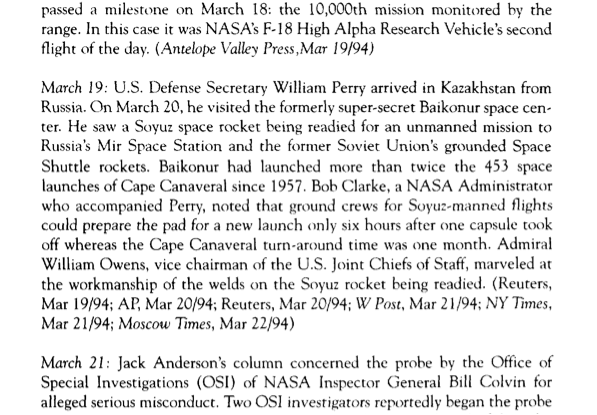 passed a milestone on March 18: the 10,000th mission monitored by the
range. In this case it was NASA's F-18 High Alpha Research Vehicle's second
flight of the day. (Antelope Valley Press,Mar 19/94)
March 19: U.S. Defense Secretary William Perry arrived in Kazakhstan from
Russia. On March 20, he visited the formerly super-secret Baikonur space cen-
ter. He saw a Soyuz space rocket being readied for an unmanned mission to
Russia's Mir Space Station and the former Soviet Union's grounded Space
Shuttle rockets. Baikonur had launched more than twice the 453 space
launches of Cape Canaveral since 1957. Bob Clarke, a NASA Administrator
who accompanied Perry, noted that ground crews for Soyuz-manned flights
could prepare the pad for a new launch only six hours after one capsule took
off whereas the Cape Canaveral turn-around time was one month. Admiral
William Owens, vice chairman of the U.S. Joint Chiefs of Staff, marveled at
the workmanship of the welds on the Soyuz rocket being readied. (Reuters,
Mar 19/94; AP, Mar 20/94; Reuters, Mar 20/94; W Post, Mar 21/94; NY Times,
Mar 21/94; Moscow Times, Mar 22/94)
March 21: Jack Anderson's column concerned the probe by the Office of
Special Investigations (OSI) of NASA Inspector General Bill Colvin for
alleged serious misconduct. Two OSI investigators reportedly began the probe